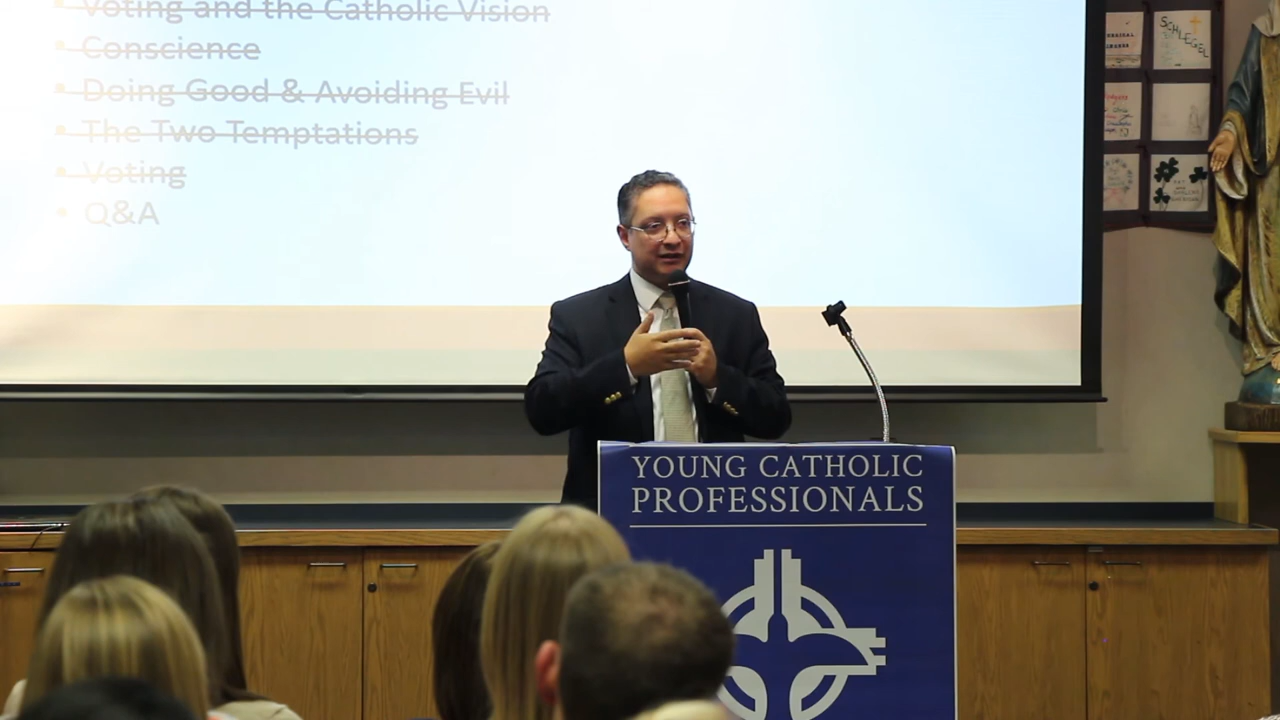 • Voting and the Catholic Vision
• Conscience
• Doing Good & Avoiding Evil
• The Two Temptations
• Voting
• Q&A
SCHLEGEL
YOUNG CATHOLIC
PROFESSIONALS